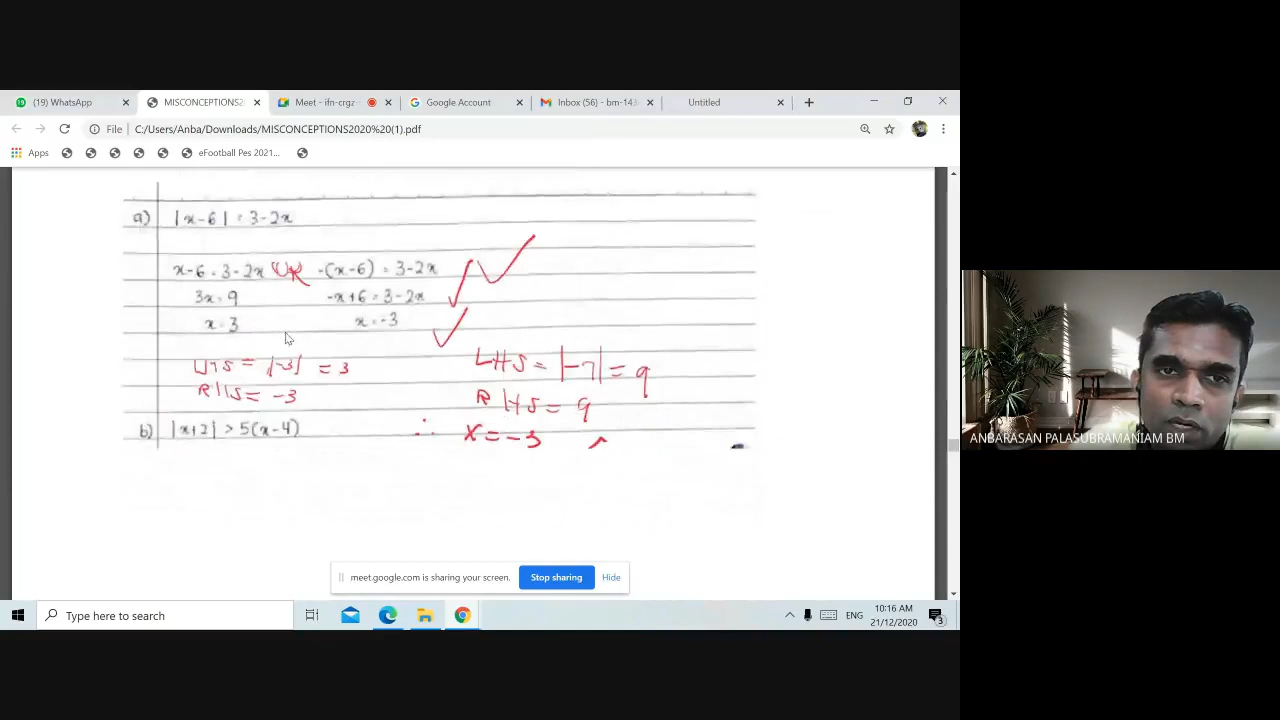 (19) WhatsApp
MISCONCEPTIONS2
Meet – ifn-crgz-
Google Account
Inbox (56) - bm-143
Untitled
File
C:/Users/Anba/Downloads/MISCONCEPTIONS2020%20(1).pdf
Apps
eFootball Pes 2021...
a) |x-6| = 3-2x
x-6 = 3-2x OR -(x-6) = 3-2x
3x = 9 -x+6 = 3-2x
x = 3 x = -3
LHS = |-3| = 3
RHS = -3
LHS = |-7| = 9
RHS = 9
∴ x = -3
b) |x+2| > 5(x-4)
ANBARASAN PALASUBRAMANIAM BM
meet.google.com is sharing your screen.
Stop sharing
Hide
Type here to search
ENG
10:16 AM
21/12/2020
3